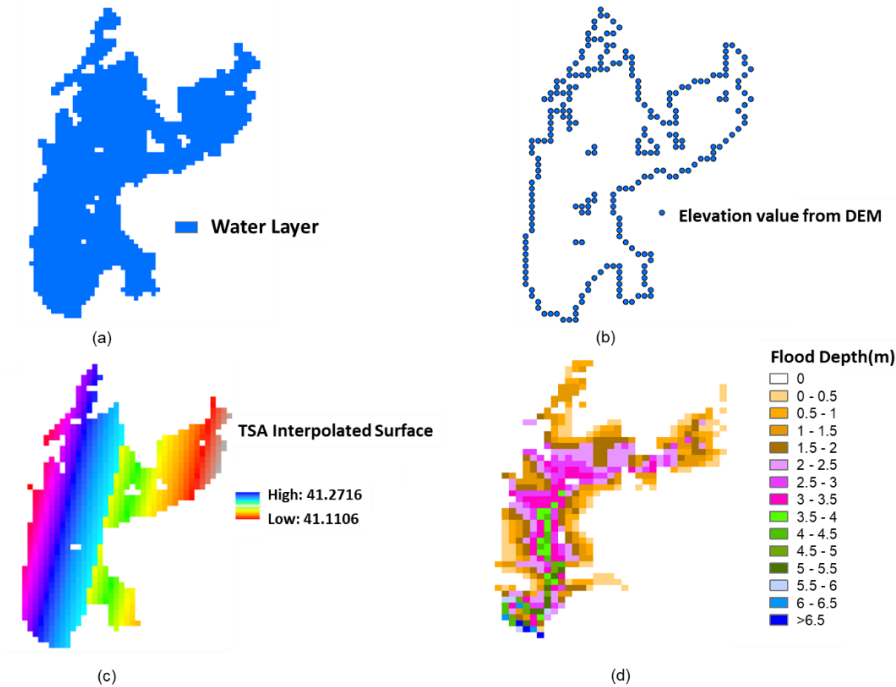 Water Layer
(a)
Elevation value from DEM
(b)
TSA Interpolated Surface
High: 41.2716
Low: 41.1106
(c)
Flood Depth(m)
0
0 - 0.5
0.5 - 1
1 - 1.5
1.5 - 2
2 - 2.5
2.5 - 3
3 - 3.5
3.5 - 4
4 - 4.5
4.5 - 5
5 - 5.5
5.5 - 6
6 - 6.5
>6.5
(d)